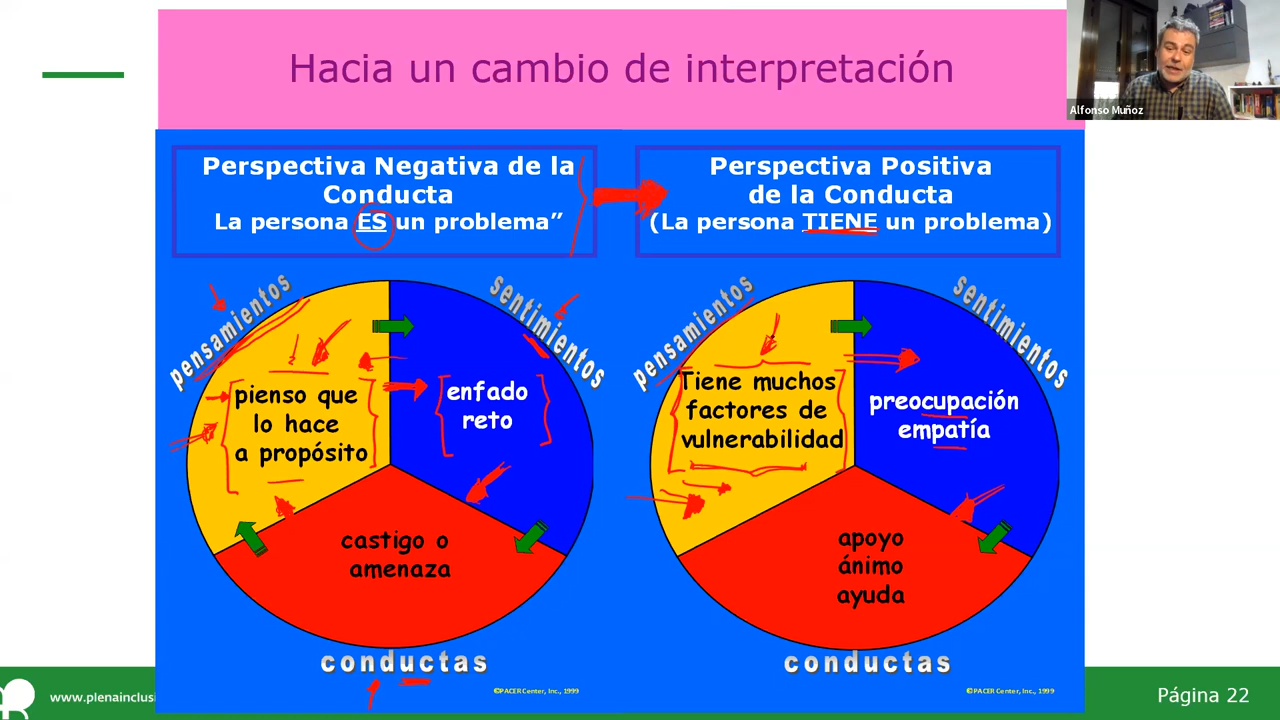 Hacia un cambio de interpretación
Alfonso Muñoz
Perspectiva Negativa de la
Conducta
La persona ES un problema”
Perspectiva Positiva
de la Conducta
(La persona TIENE un problema)
pensamientos
sentimientos
pienso que
lo hace
a propósito
enfado
reto
castigo o
amenaza
conductas
©PACER Center, Inc., 1999
pensamientos
sentimientos
Tiene muchos
factores de
vulnerabilidad
preocupación
empatía
apoyo
ánimo
ayuda
conductas
©PACER Center, Inc., 1999
www.plenainclusi
Página 22